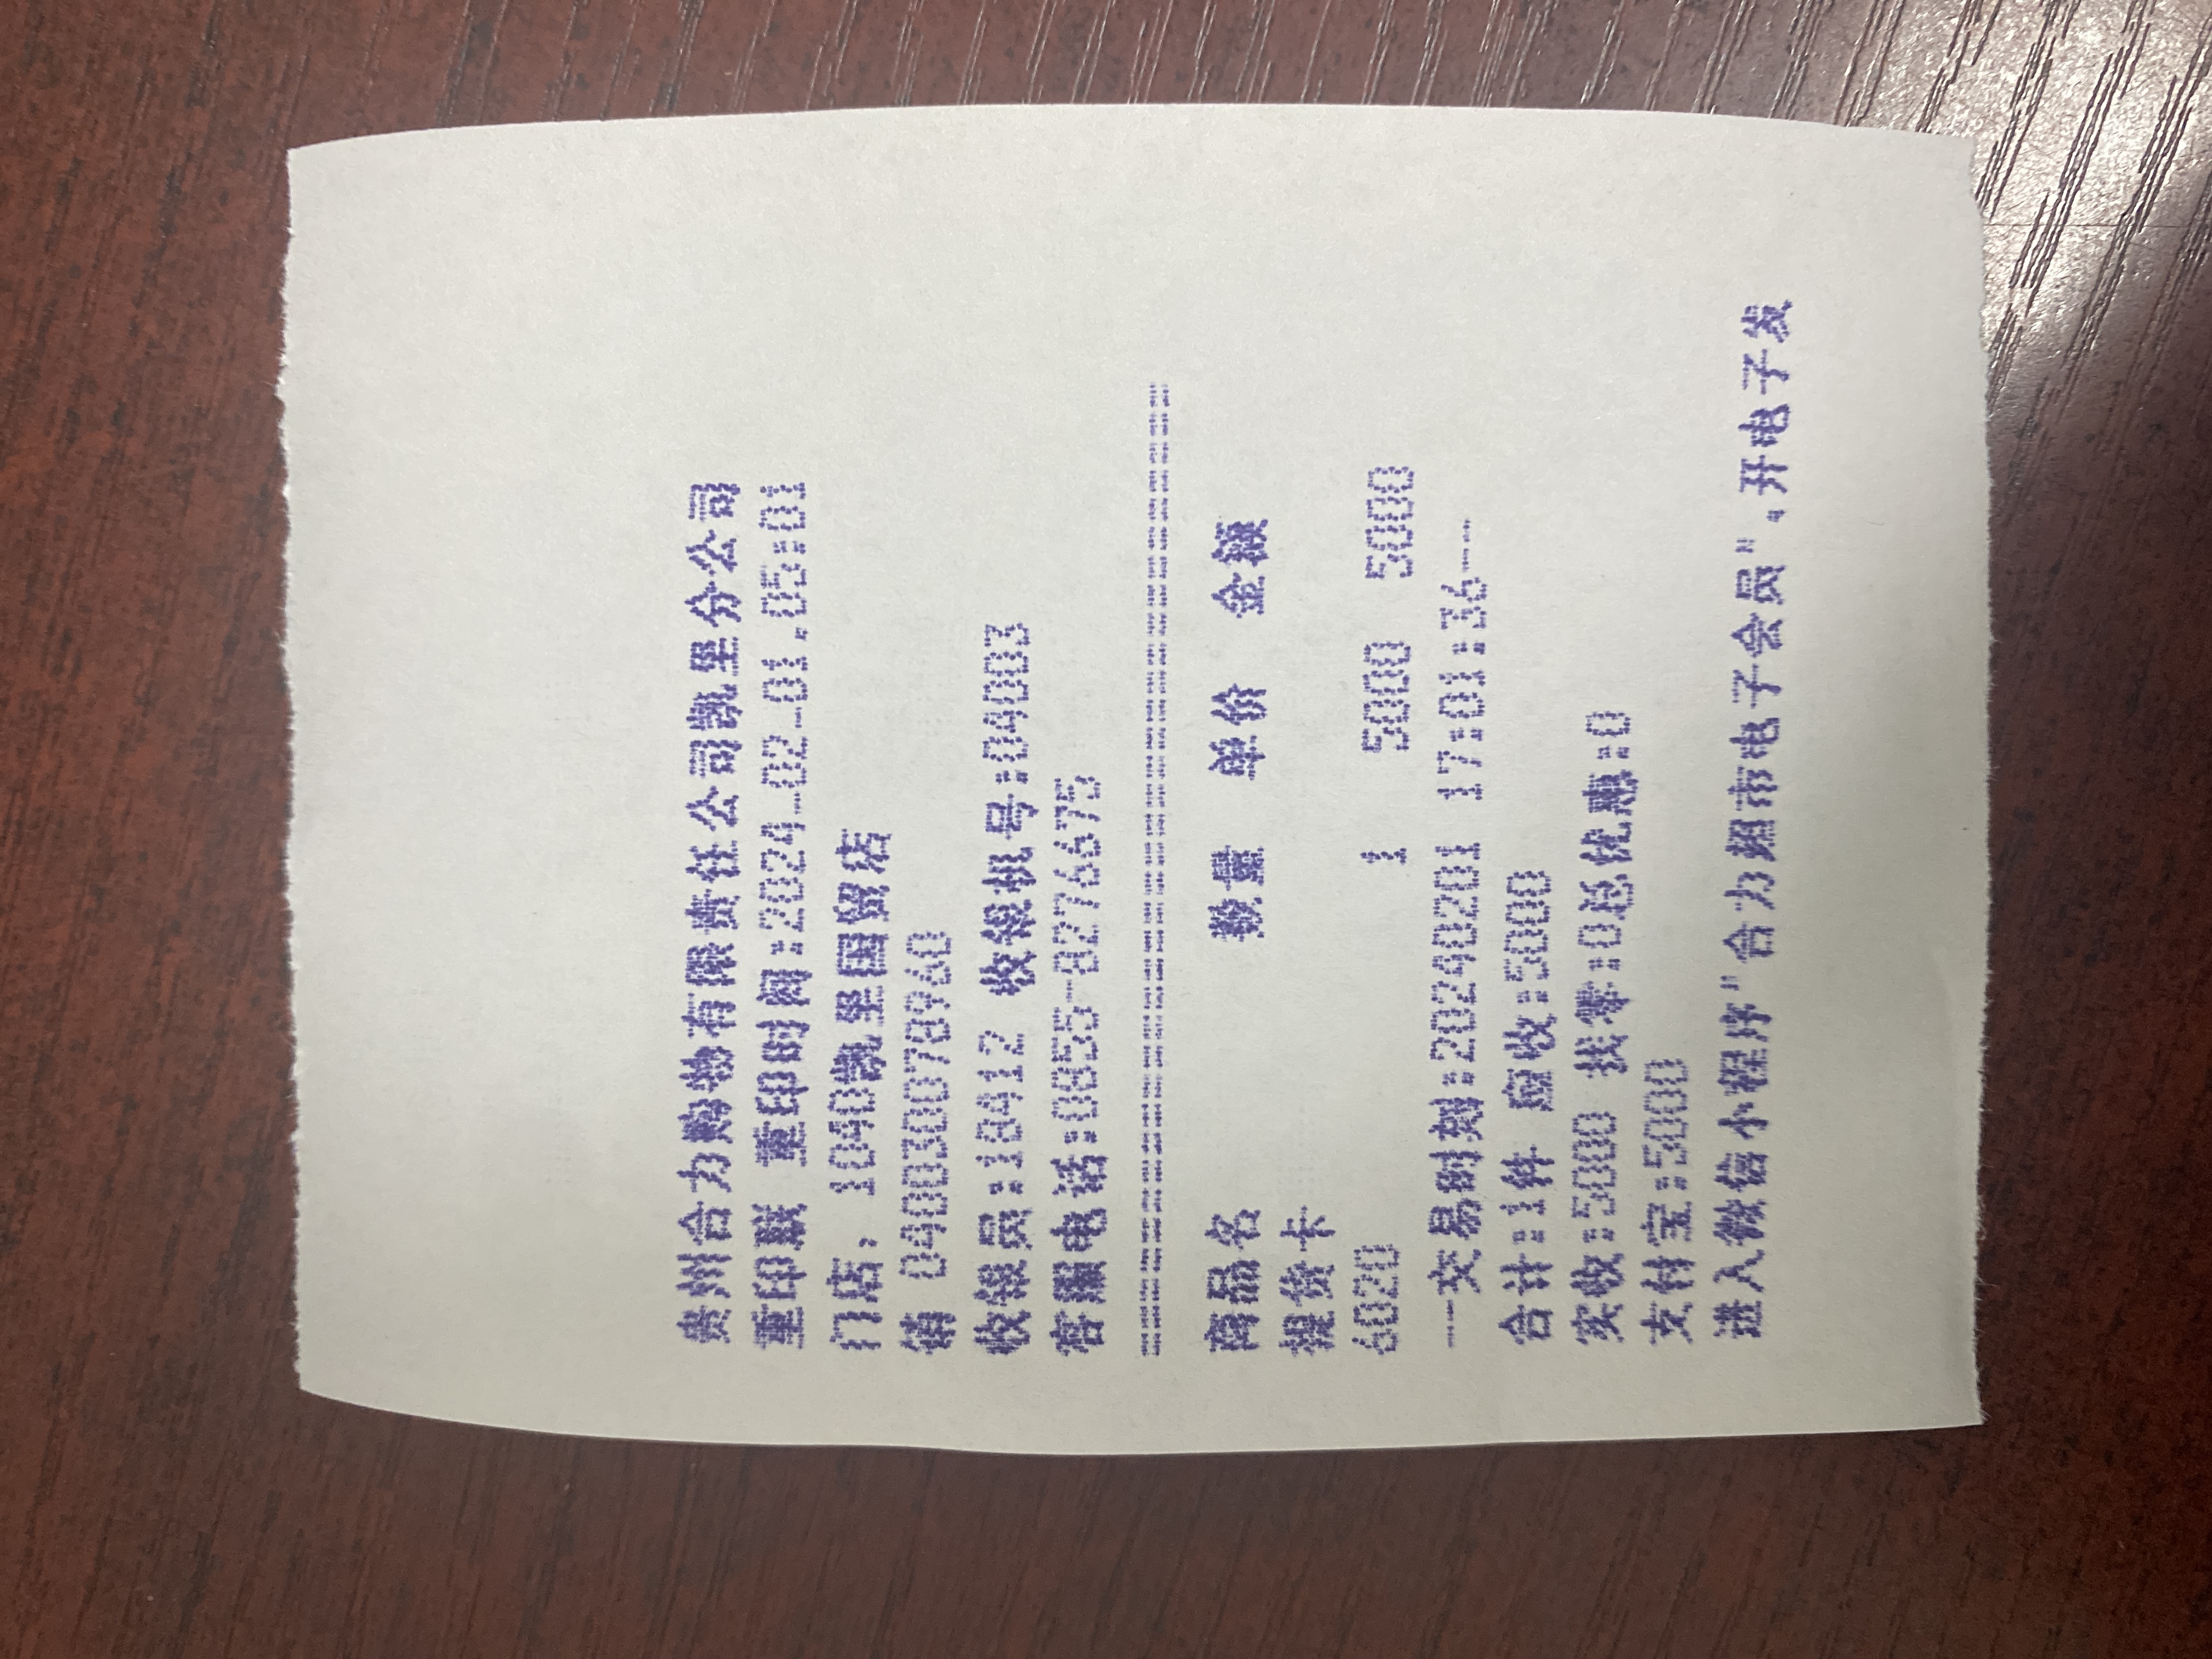 贵州合力购物有限责任公司凯里分公司
重印联 重印时间:2024-02-01.05:01
门店, 1040凯里国贸店
销 040030078960
收银员:18412 收银机号:04003
客服电话:0855-8276675
==================================
商品名 数量 单价 金额
提货卡
6020 1 5000 5000
--交易时刻:20240201 17:01:36--
合计:1件 应收:5000
实收:5000 找零:0总优惠:0
支付宝:5000
进入微信小程序"合力超市电子会员",开电子发